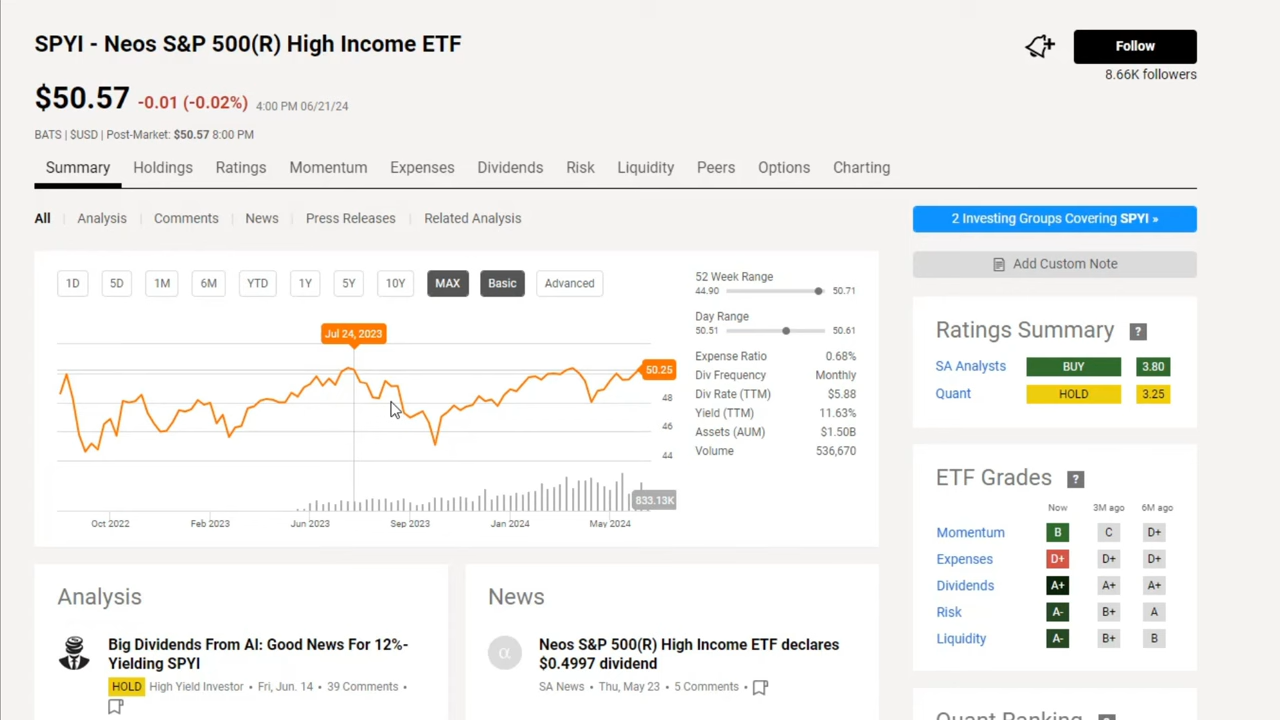 SPYI - Neos S&P 500(R) High Income ETF
Follow
8.66K followers
$50.57 -0.01 (-0.02%) 4:00 PM 06/21/24
BATS | $USD | Post-Market: $50.57 8:00 PM
Summary Holdings Ratings Momentum Expenses Dividends Risk Liquidity Peers Options Charting
All | Analysis | Comments | News | Press Releases | Related Analysis
2 Investing Groups Covering SPYI »
Add Custom Note
1D 5D 1M 6M YTD 1Y 5Y 10Y MAX Basic Advanced
Jul 24, 2023
50.25
48
46
44
833.13K
Oct 2022 Feb 2023 Jun 2023 Sep 2023 Jan 2024 May 2024
52 Week Range
44.90 50.71
Day Range
50.51 50.61
Expense Ratio 0.68%
Div Frequency Monthly
Div Rate (TTM) $5.88
Yield (TTM) 11.63%
Assets (AUM) $1.50B
Volume 536,670
Ratings Summary ?
SA Analysts BUY 3.80
Quant HOLD 3.25
ETF Grades ?
Now 3M ago 6M ago
Momentum B C D+
Expenses D+ D+ D+
Dividends A+ A+ A+
Risk A- B+ A
Liquidity A- B+ B
Quant Ranking ?
Analysis
Big Dividends From AI: Good News For 12%-
Yielding SPYI
HOLD High Yield Investor • Fri, Jun. 14 • 39 Comments •
News
α
Neos S&P 500(R) High Income ETF declares
$0.4997 dividend
SA News • Thu, May 23 • 5 Comments •